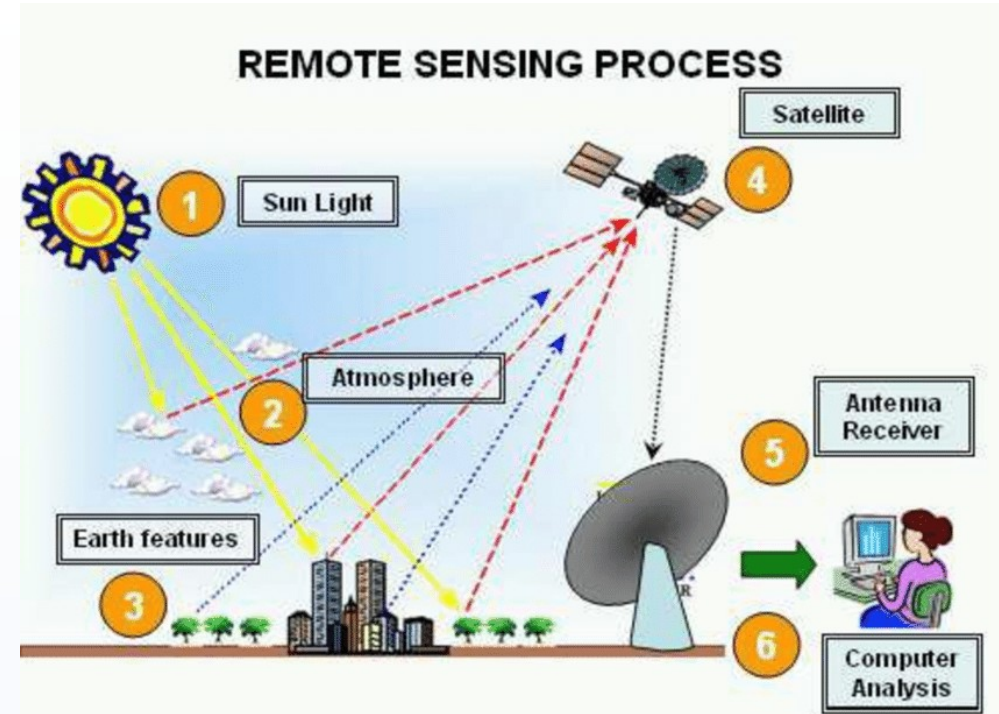 REMOTE SENSING PROCESS
Satellite
4
1
Sun Light
Atmosphere
2
Antenna
Receiver
5
Earth features
3
R
6
Computer
Analysis